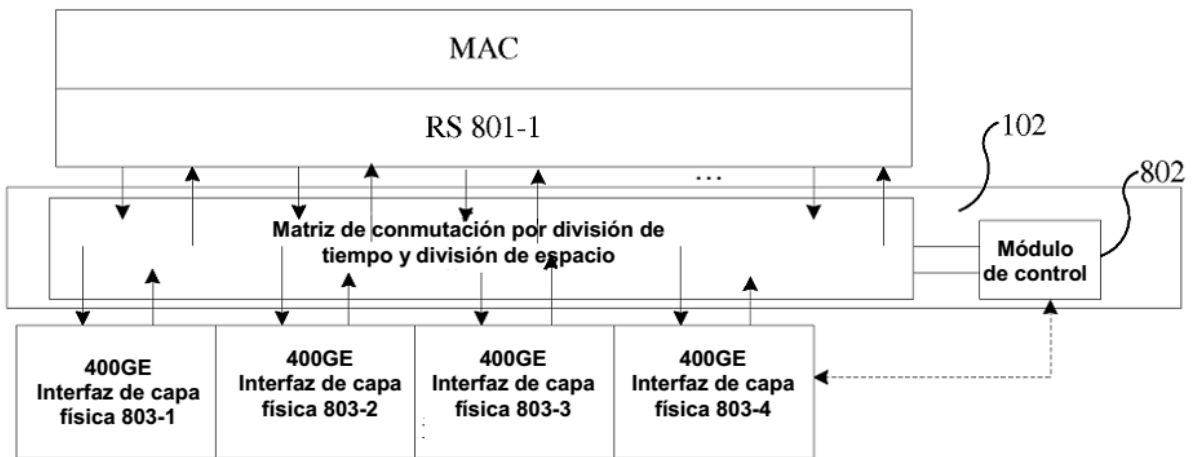 MAC
RS 801-1
...
102
802
Matriz de conmutación por división de
tiempo y división de espacio
Módulo
de control
400GE
Interfaz de capa
física 803-1
400GE
Interfaz de capa
física 803-2
400GE
Interfaz de capa
física 803-3
400GE
Interfaz de capa
física 803-4